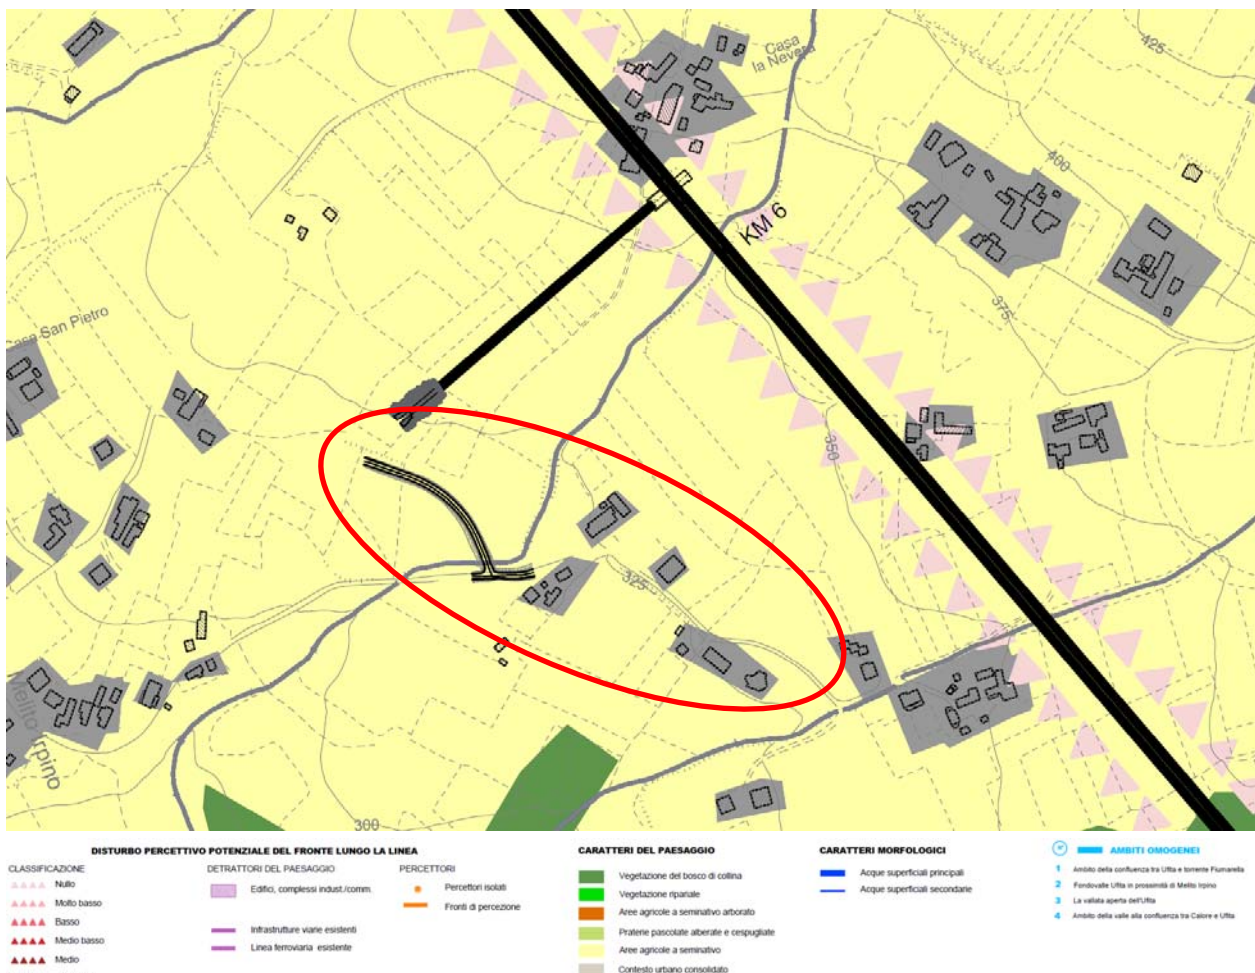 425
Casa
la Nevera
400
KM 6
375
San Pietro
350
325
Melito Irpino
300
DISTURBO PERCETTIVO POTENZIALE DEL FRONTE LUNGO LA LINEA
CLASSIFICAZIONE
Nullo
Molto basso
Basso
Medio basso
Medio
DETRATTORI DEL PAESAGGIO
Edifici, complessi indust./comm.
Infrastrutture viarie esistenti
Linea ferroviaria esistente
PERCETTORI
Percettori isolati
Fronti di percezione
CARATTERI DEL PAESAGGIO
Vegetazione del bosco di collina
Vegetazione ripariale
Aree agricole a seminativo arborato
Praterie pascolate alberate e cespugliate
Aree agricole a seminativo
Contesto urbano consolidato
CARATTERI MORFOLOGICI
Acque superficiali principali
Acque superficiali secondarie
AMBITI OMOGENEI
1 Ambito della confluenza tra Ufita e torrente Fiumarella
2 Fondovalle Ufita in prossimità di Melito Irpino
3 La vallata aperta dell'Ufita
4 Ambito della valle alla confluenza tra Calore e Ufita